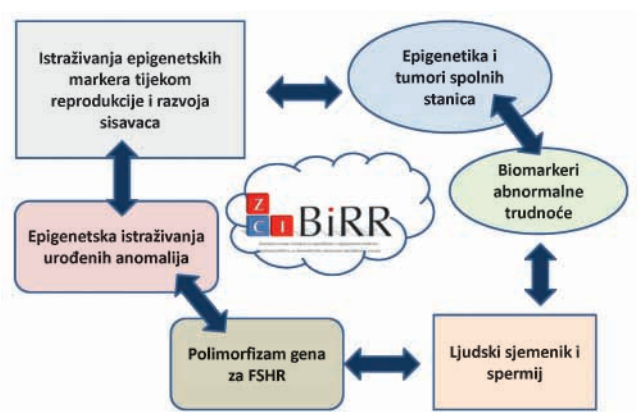 Istraživanja epigenetskih
markera tijekom
reprodukcije i razvoja
sisavaca
Epigenetika i
tumori spolnih
stanica
Biomarkeri
abnormalne
trudnoće
Z
C I BiRR
Epigenetska istraživanja
urođenih anomalija
Polimorfizam gena
za FSHR
Ljudski sjemenik i
spermij